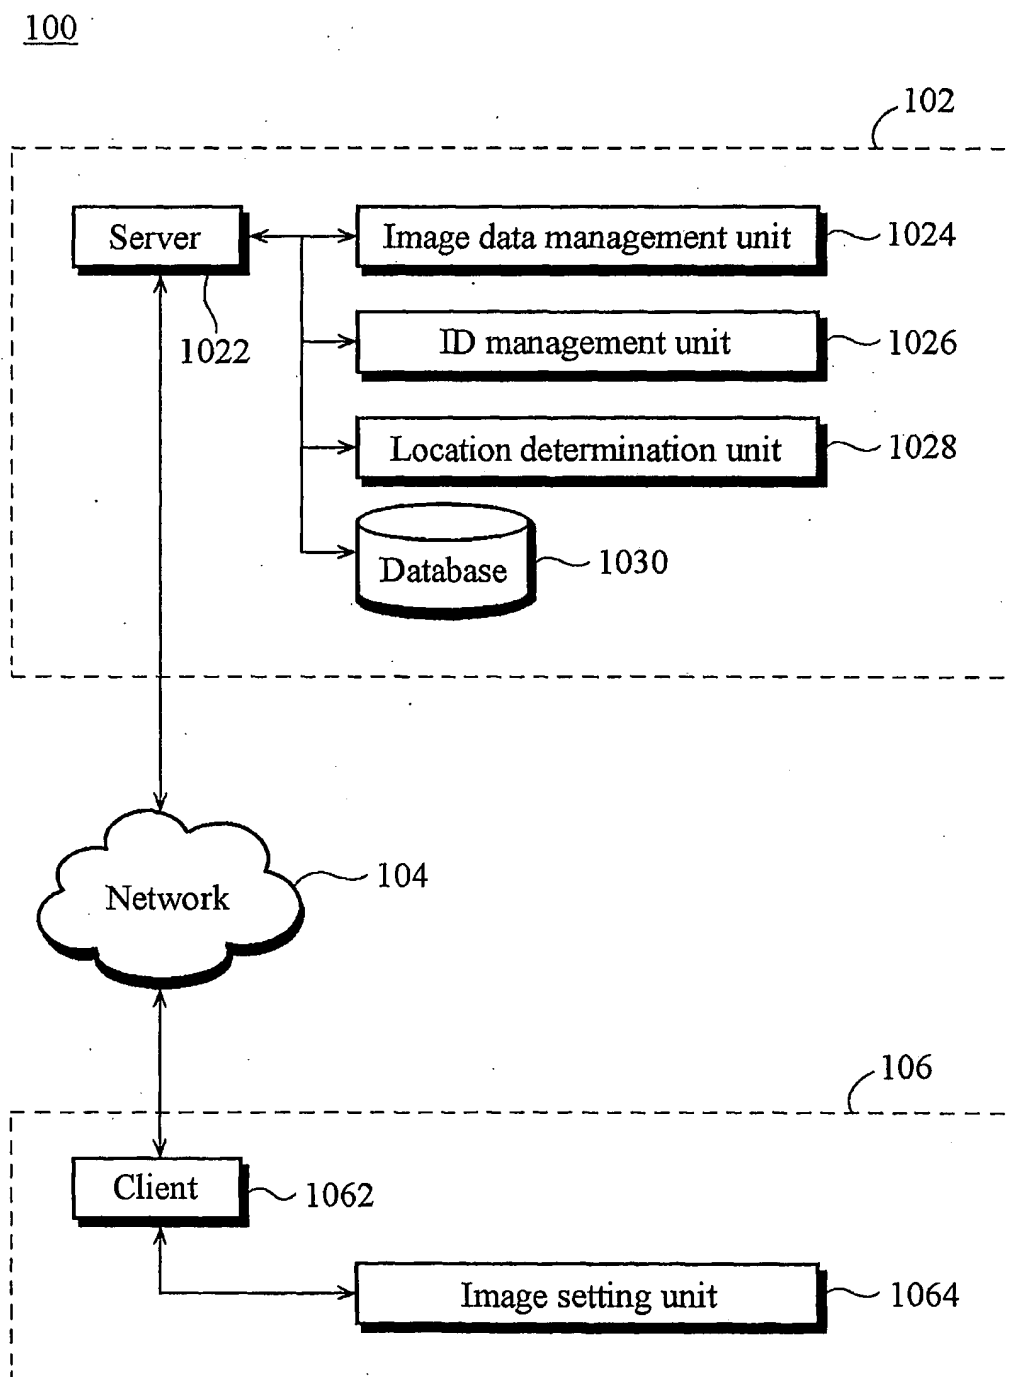 100
102
Server
Image data management unit
1024
1022
ID management unit
1026
Location determination unit
1028
Database
1030
Network
104
106
Client
1062
Image setting unit
1064